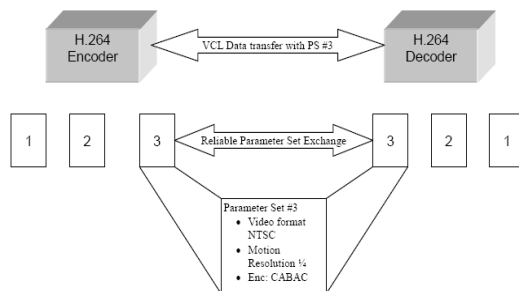 H.264
Encoder
VCL Data transfer with PS #3
H.264
Decoder
1
2
3
Reliable Parameter Set Exchange
3
2
1
Parameter Set #3
• Video format
NTSC
• Motion
Resolution ¼
• Enc: CABAC